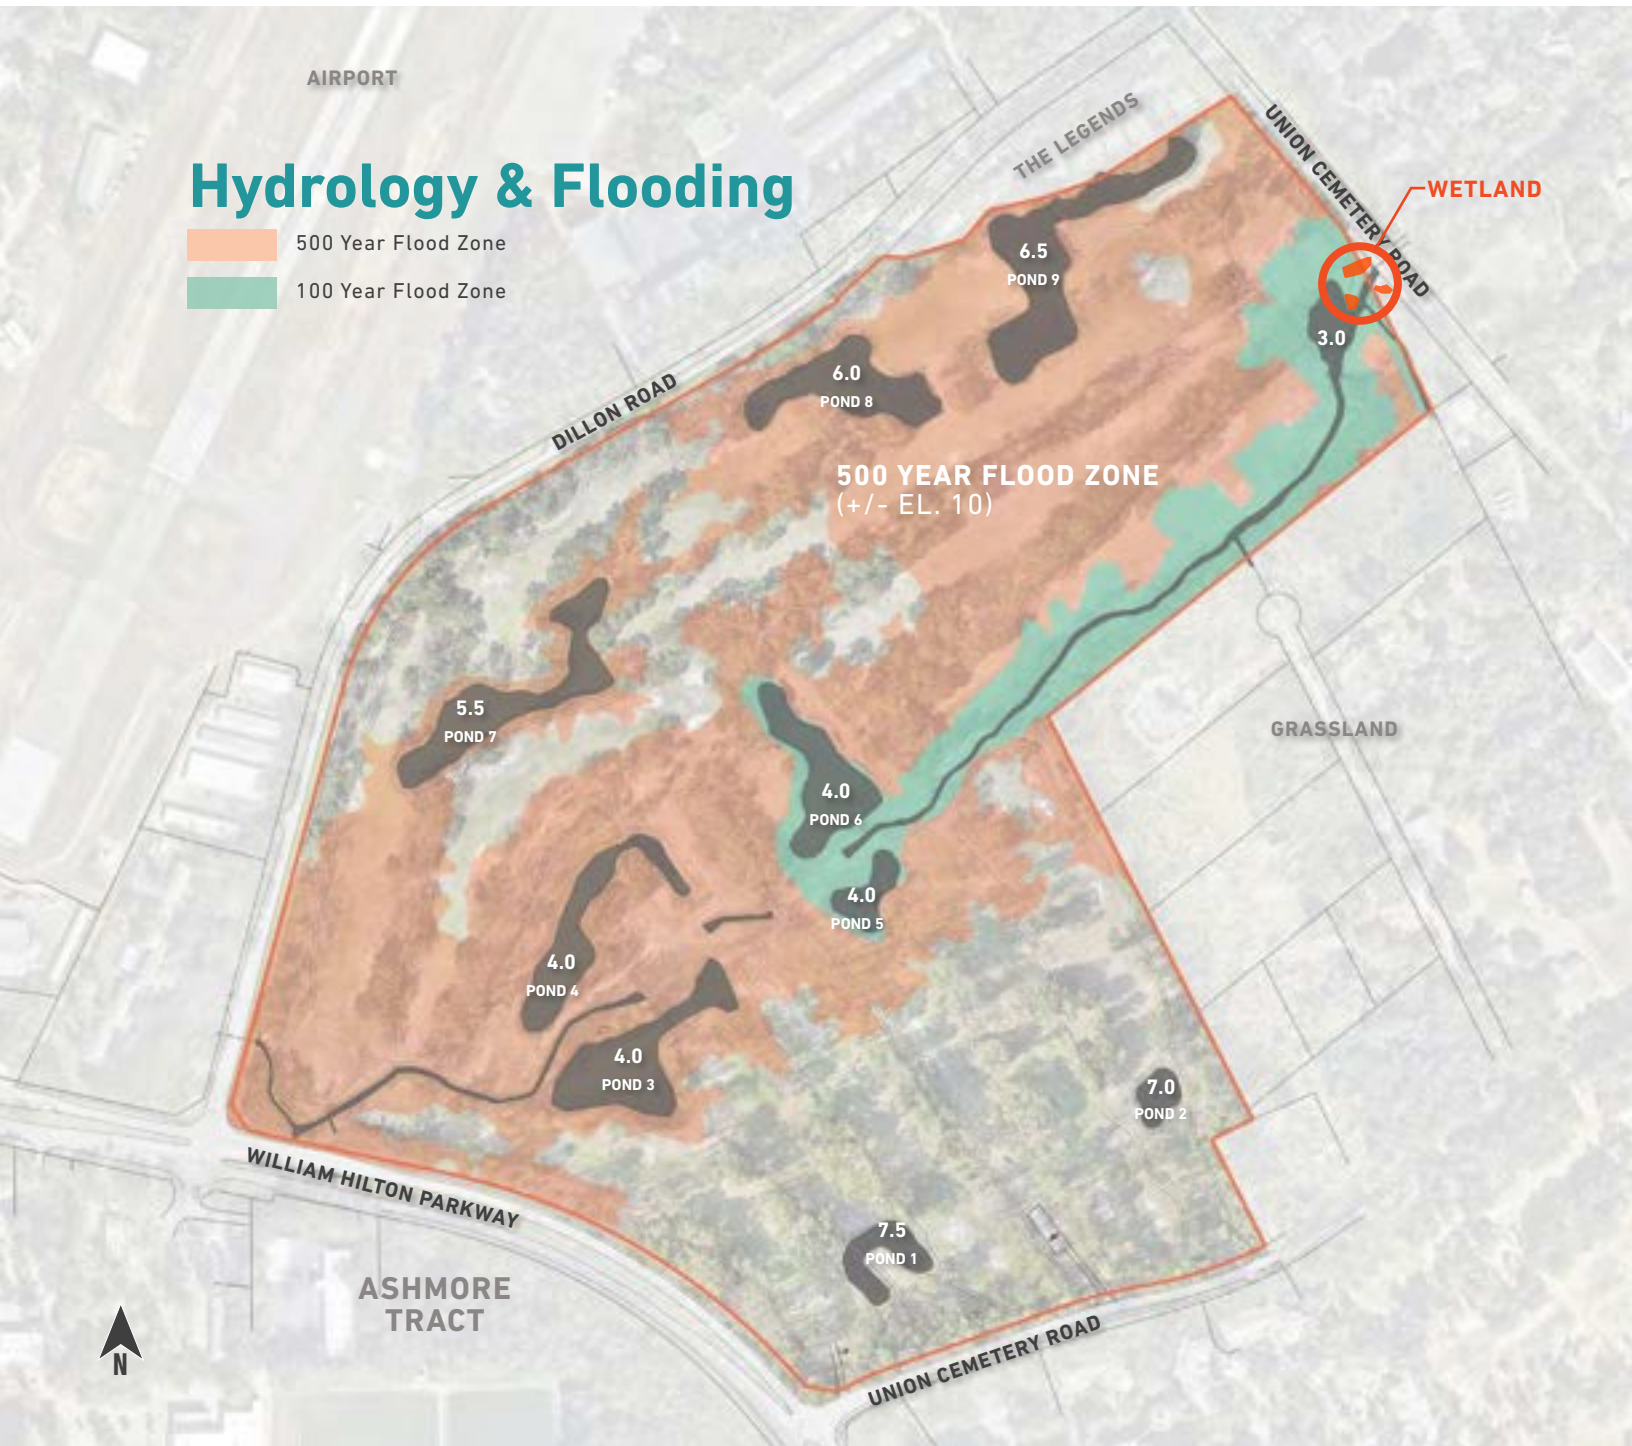 AIRPORT
Hydrology & Flooding
500 Year Flood Zone
100 Year Flood Zone
THE LEGENDS
UNION CEMETERY ROAD
WETLAND
6.5
POND 9
3.0
6.0
POND 8
DILLON ROAD
500 YEAR FLOOD ZONE
(+/- EL. 10)
5.5
POND 7
GRASSLAND
4.0
POND 6
4.0
POND 5
4.0
POND 4
4.0
POND 3
7.0
POND 2
WILLIAM HILTON PARKWAY
7.5
POND 1
ASHMORE
TRACT
UNION CEMETERY ROAD
N